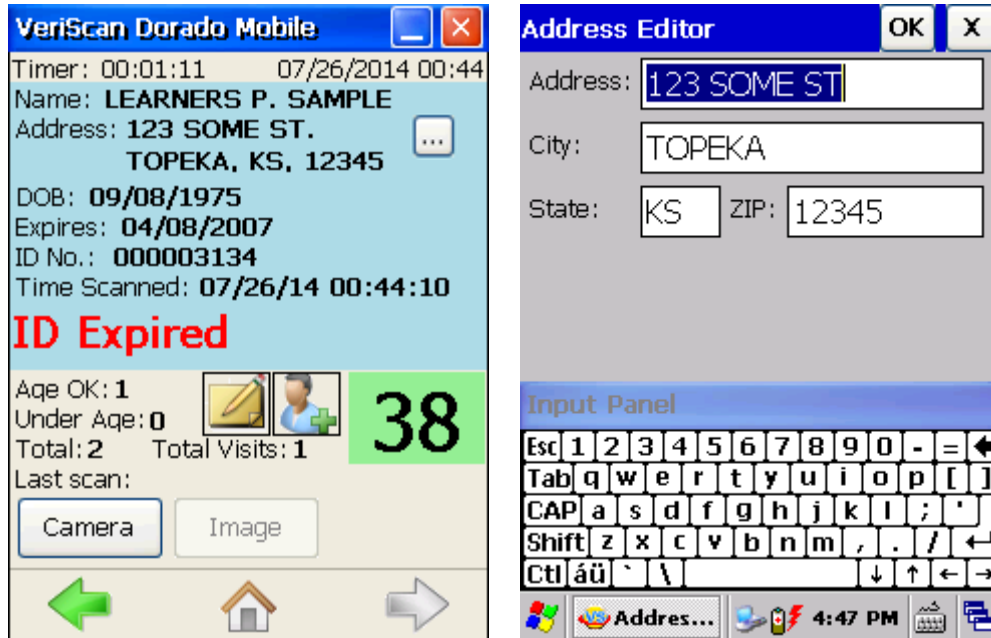 VeriScan Dorado Mobile
Timer: 00:01:11 07/26/2014 00:44
Name: LEARNERS P. SAMPLE
Address: 123 SOME ST.
TOPEKA, KS, 12345
...
DOB: 09/08/1975
Expires: 04/08/2007
ID No.: 000003134
Time Scanned: 07/26/14 00:44:10
ID Expired
Age OK: 1
Under Age: 0
Total: 2 Total Visits: 1
38
Last scan:
Camera Image
Address Editor OK X
Address: 123 SOME ST
City: TOPEKA
State: KS ZIP: 12345
Input Panel
Esc 1 2 3 4 5 6 7 8 9 0 - = ←
Tab q w e r t y u i o p [ ]
CAP a s d f g h j k l ; '
Shift z x c v b n m , . / ↵
Ctl áü ` \ ↓ ↑ ← →
VS Addres... 4:47 PM